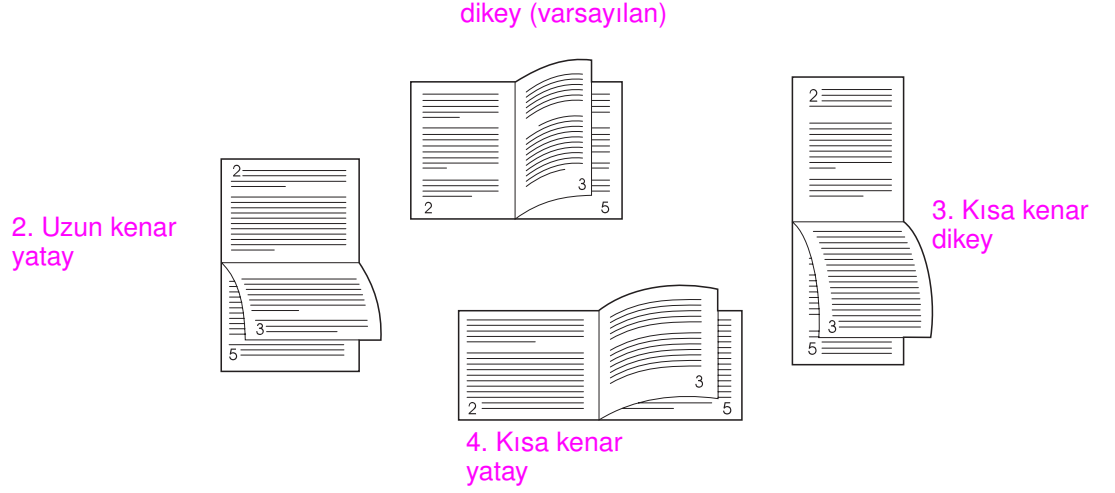 dikey (varsayılan)
2
3
5
2
3
5
2. Uzun kenar
yatay
2
3
5
3. Kısa kenar
dikey
2
3
5
4. Kısa kenar
yatay